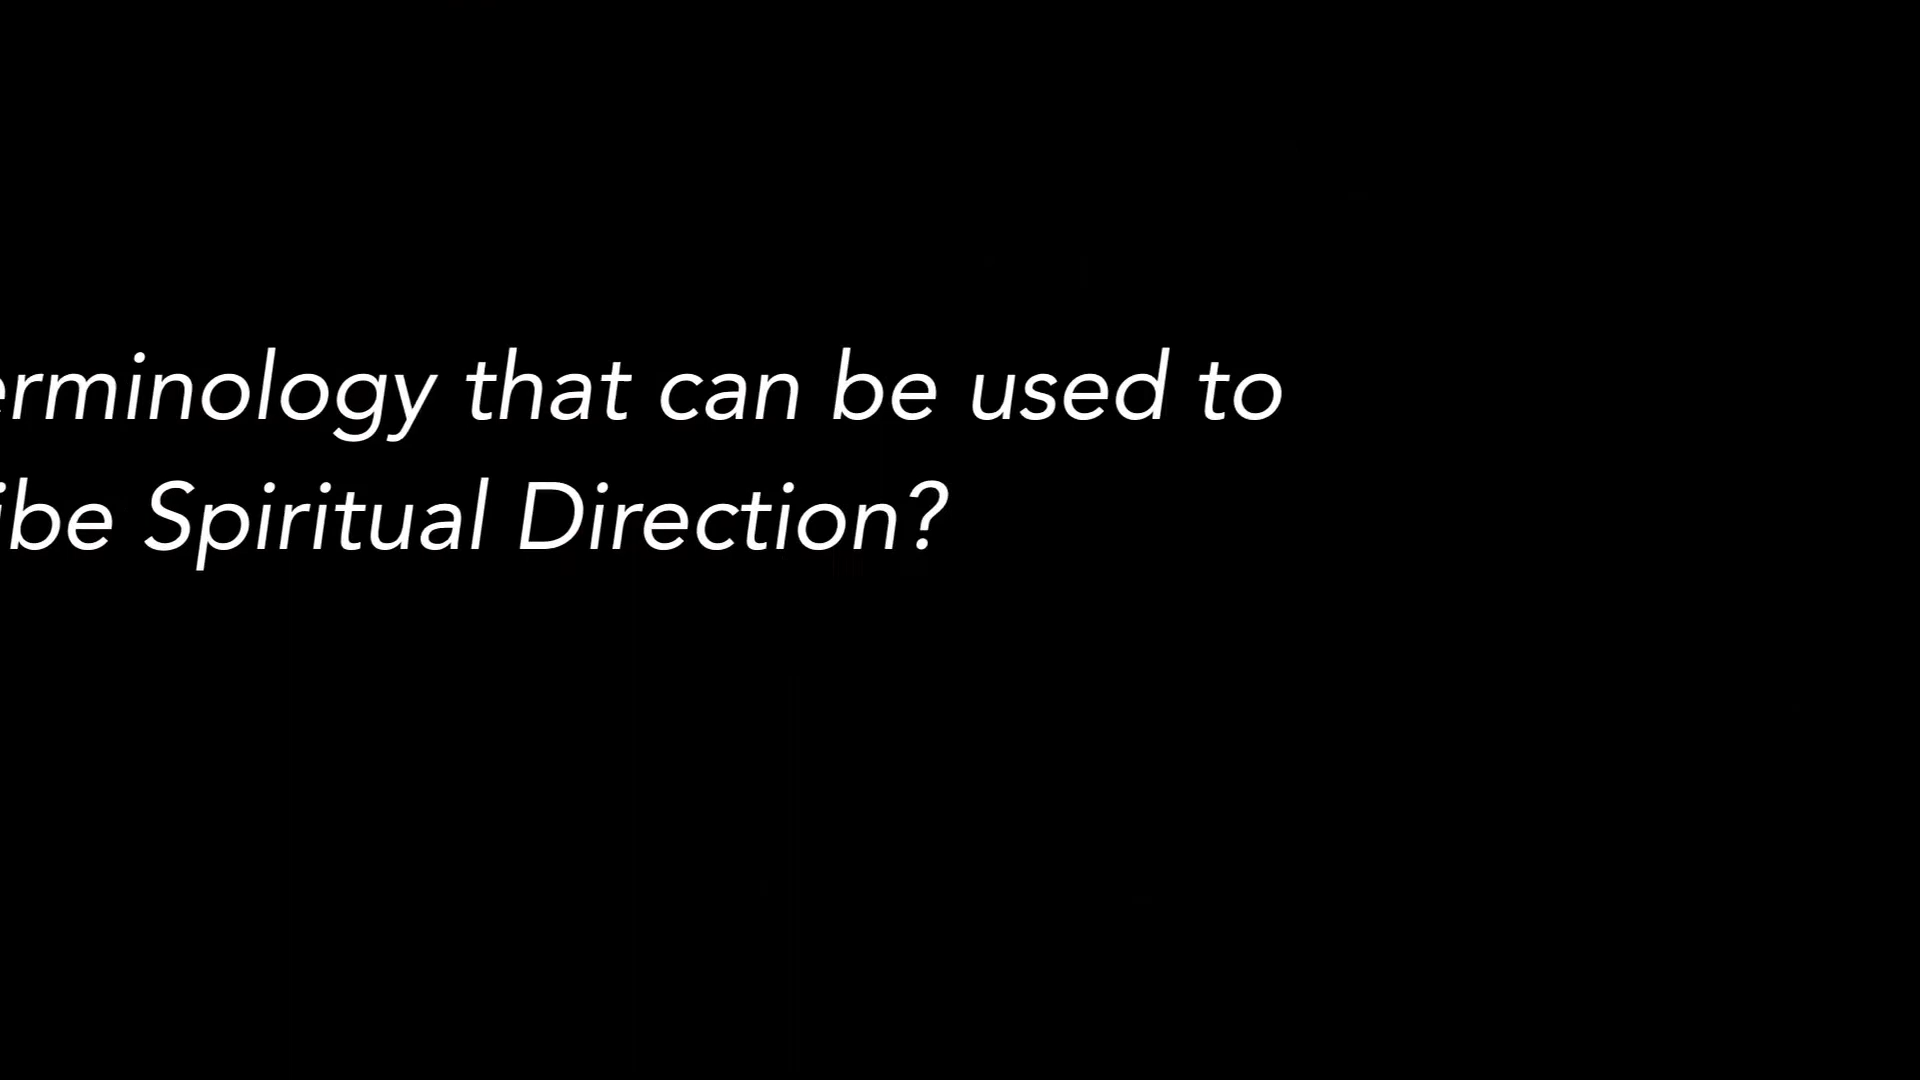 erminology that can be used to
ibe Spiritual Direction?